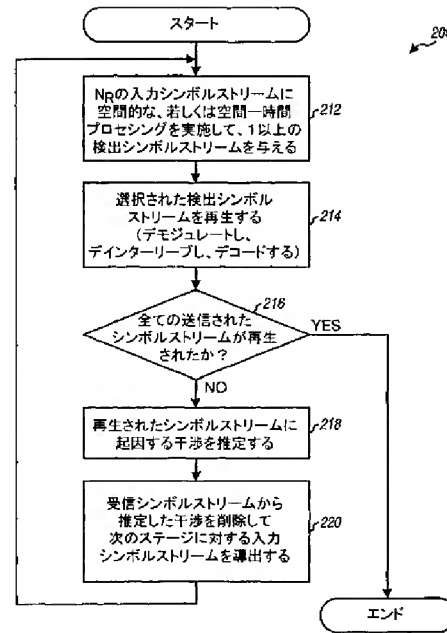 スタート
NRの入力シンボルストリームに
空間的な、若しくは空間－時間
プロセシングを実施して、1以上の
検出シンボルストリームを与える
212
選択された検出シンボル
ストリームを再生する
（デモジュレートし、
デインターリーブし、デコードする）
214
216
全ての送信された
シンボルストリームが再生
されたか？
YES
NO
再生されたシンボルストリームに
起因する干渉を推定する
218
受信シンボルストリームから
推定した干渉を削除して
次のステージに対する入力
シンボルストリームを導出する
220
エンド